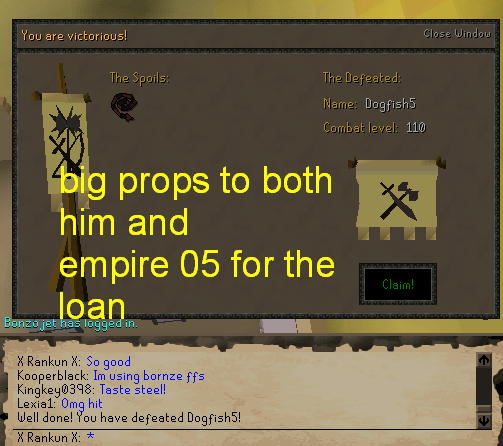 You are victorious!
Close Window
The Spoils:
The Defeated:
Name: Dogfish5
Combat level: 110
big props to both
him and
empire 05 for the
loan
Claim!
Bonzo jet has logged in.
X Rankun X: So good
Kooperblack: Im using bornze ffs
Kingkey0398: Taste steel!
Lexia1: Omg hit
Well done! You have defeated Dogfish5!
X Rankun X: *